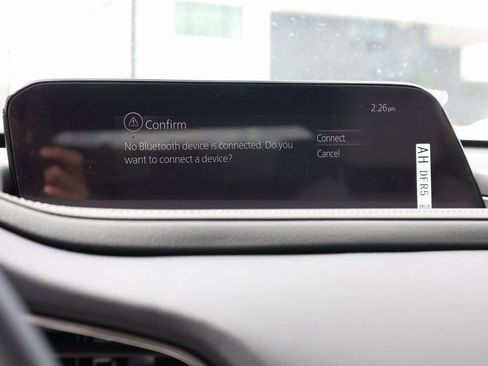 2:26pm
Confirm
No Bluetooth device is connected. Do you
want to connect a device?
Connect
Cancel
AH DFR5